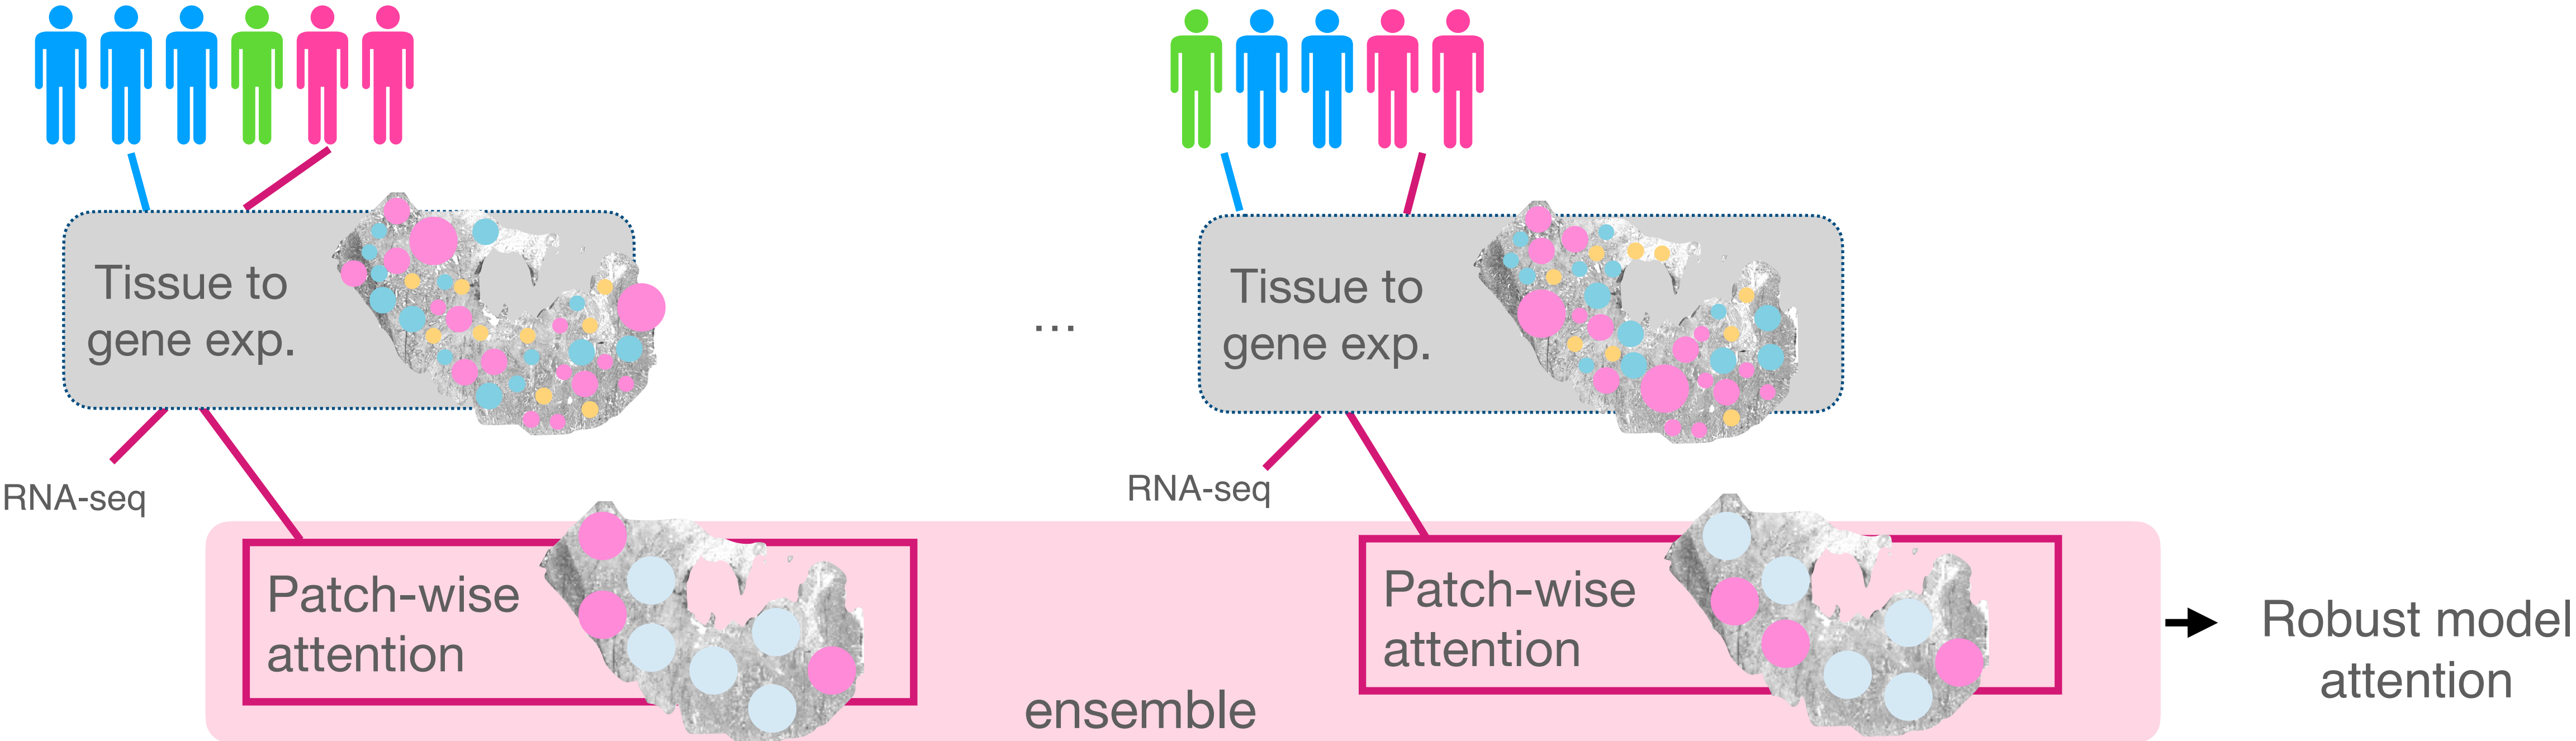 Tissue to
gene exp.
...
Tissue to
gene exp.
RNA-seq
RNA-seq
Patch-wise
attention
Patch-wise
attention
ensemble
Robust model
attention